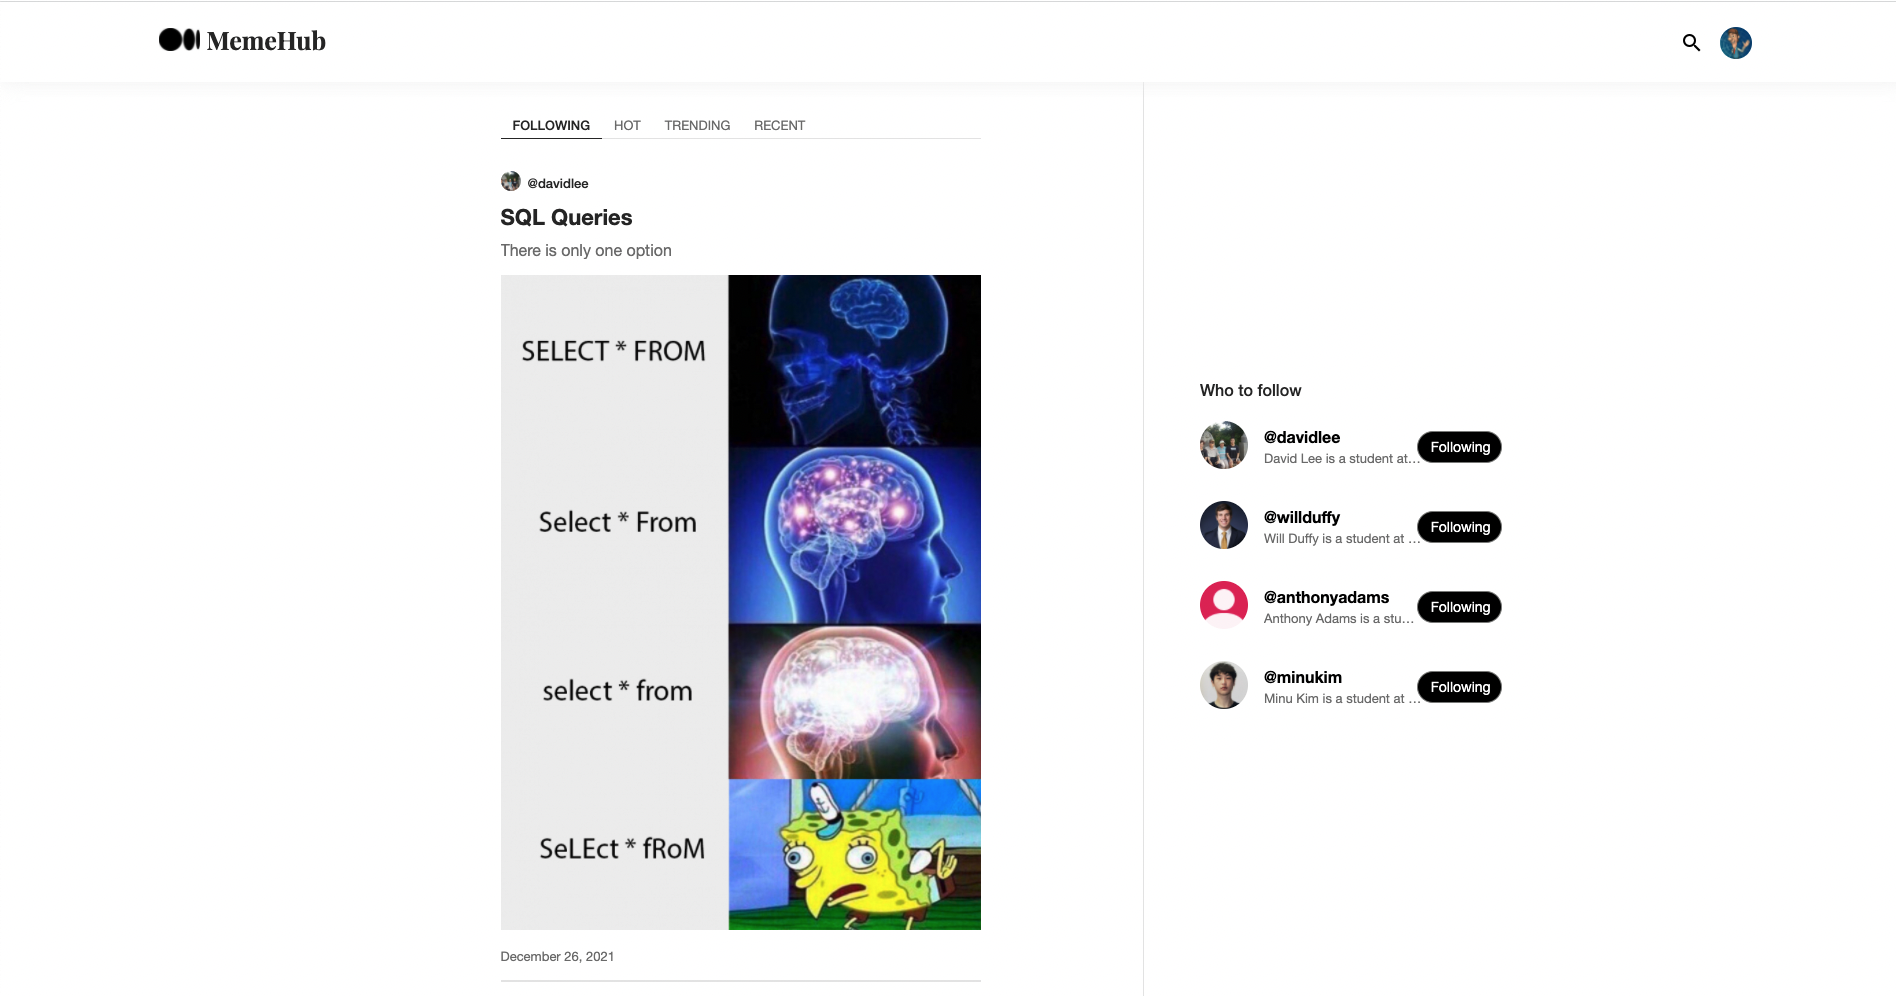 MemeHub
FOLLOWING HOT TRENDING RECENT
@davidlee
SQL Queries
There is only one option
SELECT * FROM
Select * From
select * from
SeLEct * fRoM
December 26, 2021
Who to follow
@davidlee
David Lee is a student at...
Following
@willduffy
Will Duffy is a student at ...
Following
@anthonyadams
Anthony Adams is a stu...
Following
@minukim
Minu Kim is a student at ...
Following